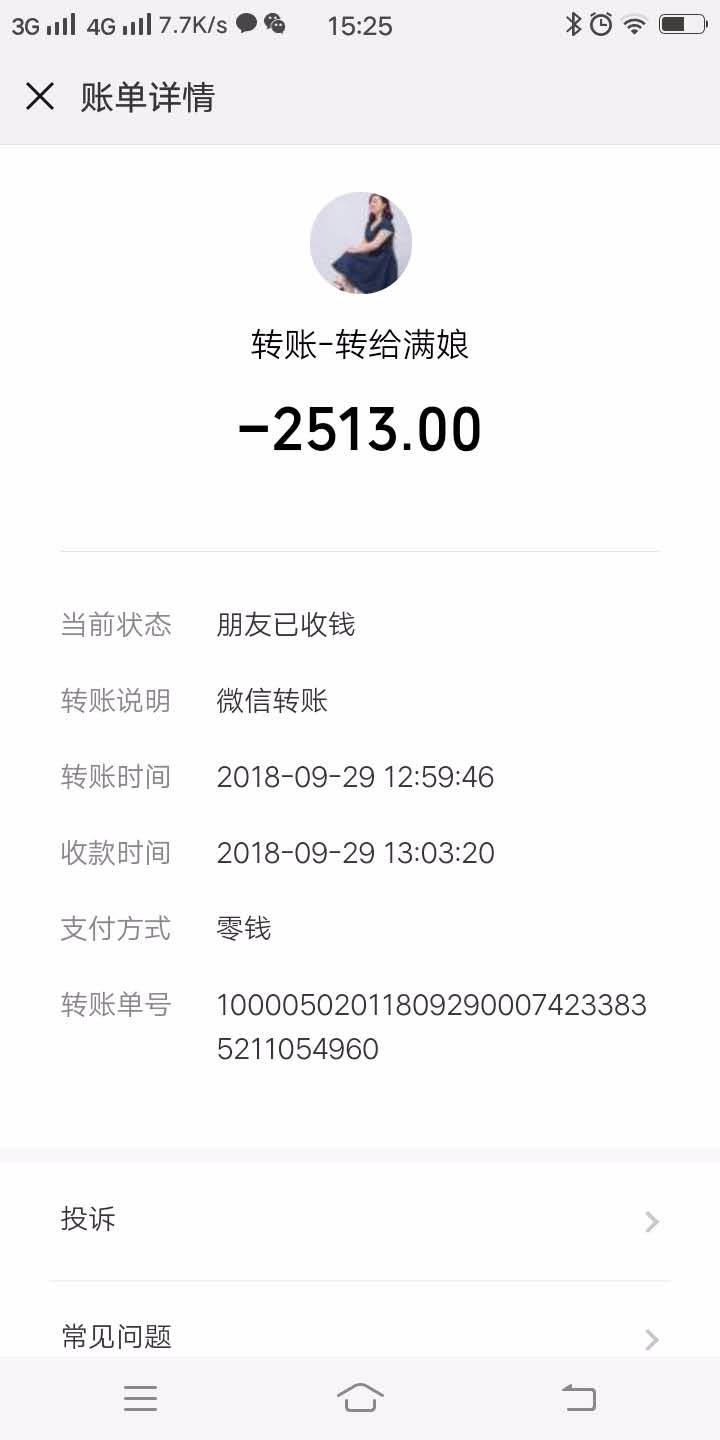 3G 4G 7.7K/s 15:25
账单详情
转账-转给满娘
-2513.00
当前状态 朋友已收钱
转账说明 微信转账
转账时间 2018-09-29 12:59:46
收款时间 2018-09-29 13:03:20
支付方式 零钱
转账单号 10000502011809290007423383
5211054960
投诉
常见问题